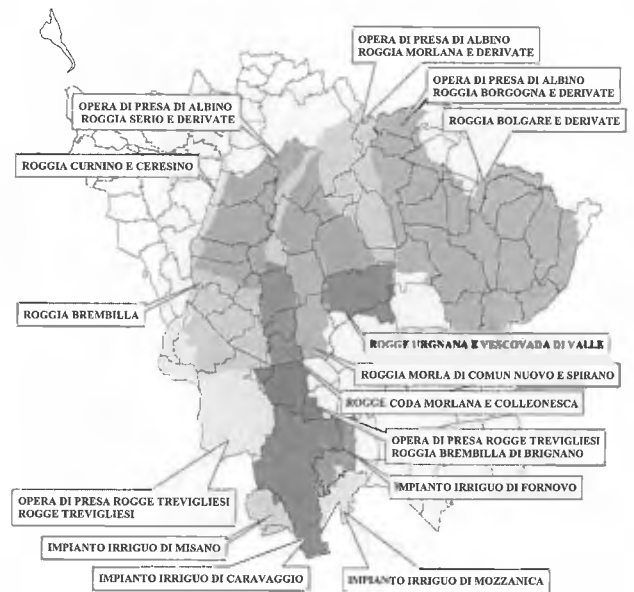 OPERA DI PRESA DI ALBINO
ROGGIA MORLANA E DERIVATE
OPERA DI PRESA DI ALBINO
ROGGIA BORGOGNA E DERIVATE
OPERA DI PRESA DI ALBINO
ROGGIA SERIO E DERIVATE
ROGGIA BOLGARE E DERIVATE
ROGGIA CURNINO E CERESINO
ROGGIA BREMBILLA
ROGGE URGNANA E VESCOVADA DI VALLE
ROGGIA MORLA DI COMUN NUOVO E SPIRANO
ROGGE CODA MORLANA E COLLEONESCA
OPERA DI PRESA ROGGE TREVIGLIESI
ROGGIA BREMBILLA DI BRIGNANO
IMPIANTO IRRIGUO DI FORNOVO
OPERA DI PRESA ROGGE TREVIGLIESI
ROGGE TREVIGLIESI
IMPIANTO IRRIGUO DI MISANO
IMPIANTO IRRIGUO DI CARAVAGGIO
IMPIANTO IRRIGUO DI MOZZANICA